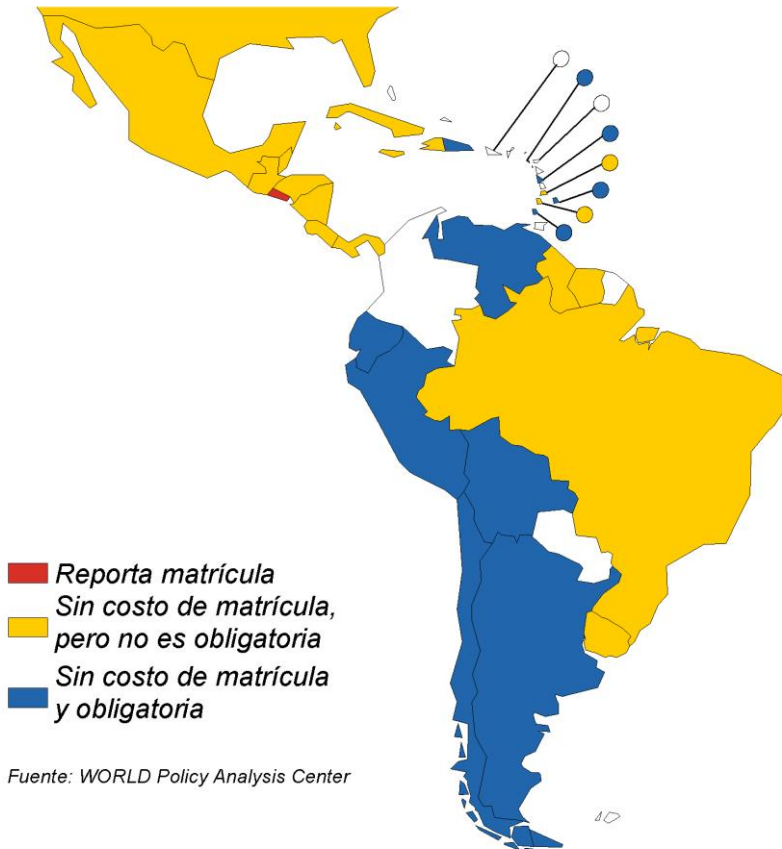 Reporta matrícula
Sin costo de matrícula,
pero no es obligatoria
Sin costo de matrícula
y obligatoria
Fuente: WORLD Policy Analysis Center